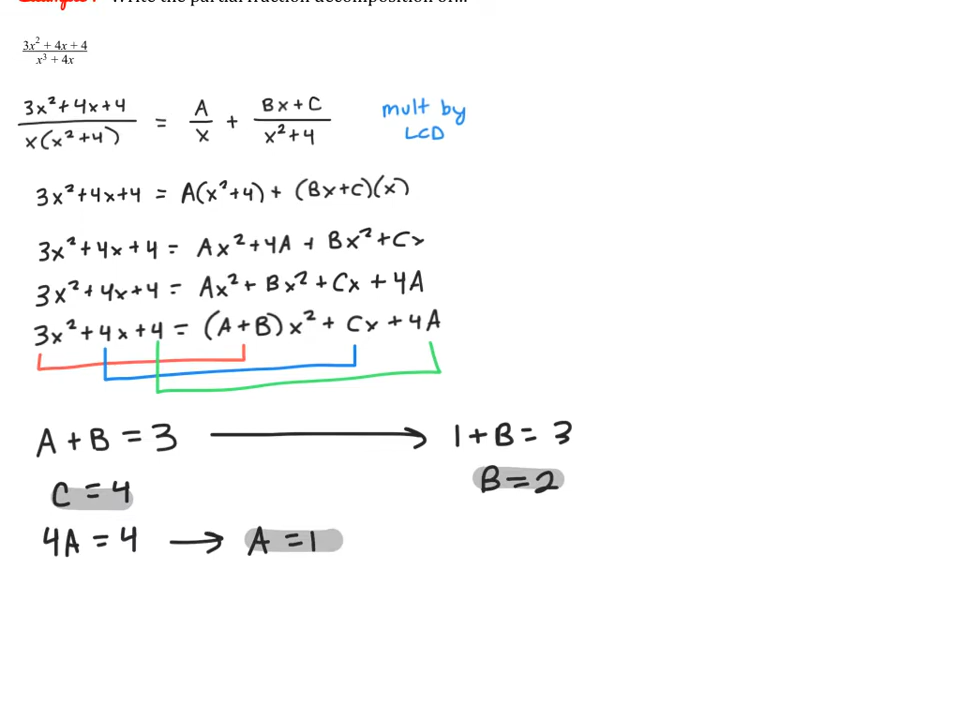 Example: Write the partial fraction decomposition of...
3x² + 4x + 4 / x³ + 4x
3x²+4x+4 / x(x²+4) = A/x + Bx+C / x²+4 mult by LCD
3x²+4x+4 = A(x²+4) + (Bx+C)(x)
3x²+4x+4 = Ax²+4A + Bx²+Cx
3x²+4x+4 = Ax²+Bx²+Cx+4A
3x²+4x+4 = (A+B)x²+Cx+4A
A+B=3 → 1+B=3
C=4 B=2
4A=4 → A=1